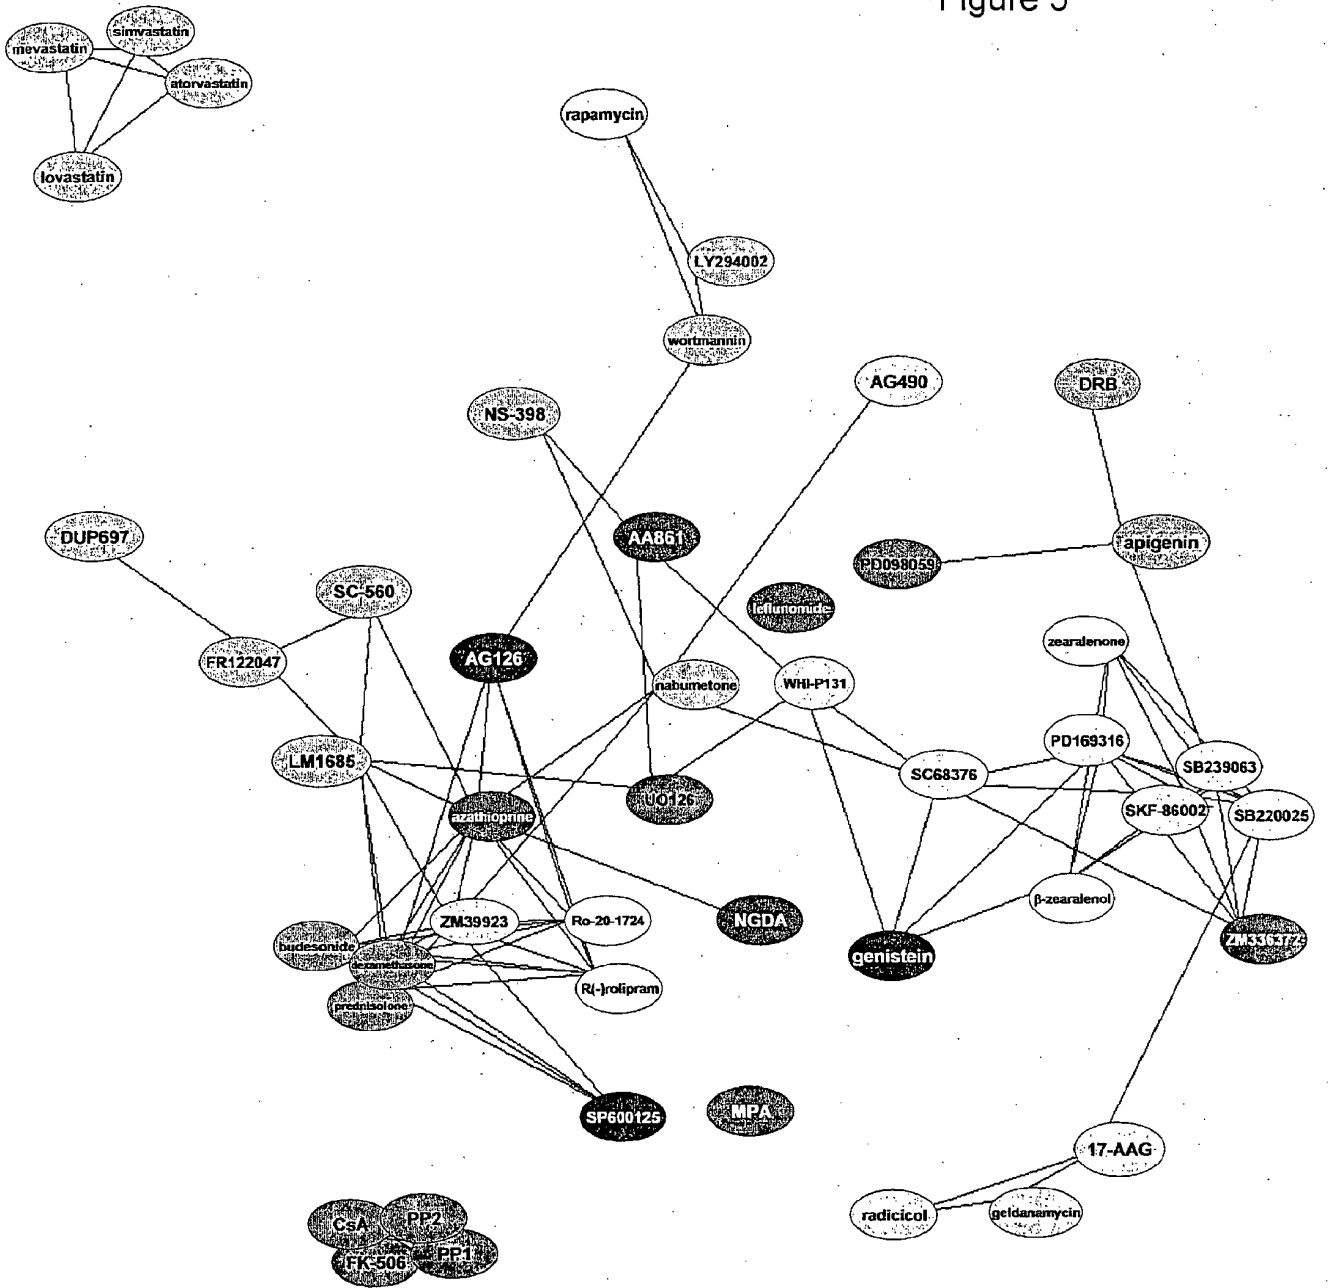 Figure 5
simvastatin
mevastatin
atorvastatin
lovastatin
rapamycin
LY294002
wortmannin
AG490
DRB
NS-398
DUP697
AA861
PD098059
apigenin
SC-560
leflunomide
zearalenone
FR122047
AG126
nabumetone
WHI-P131
PD169316
LM1685
SC68376
SB239063
UO126
azathioprine
SKF-86002
SB220025
β-zearalenol
ZM39923
Ro-20-1724
NGDA
budesonide
dexamethasone
genistein
ZM336372
R(-)rolipram
prednisolone
SP600125
MPA
17-AAG
radicicol
geldanamycin
CsA
PP2
FK-506
PP1